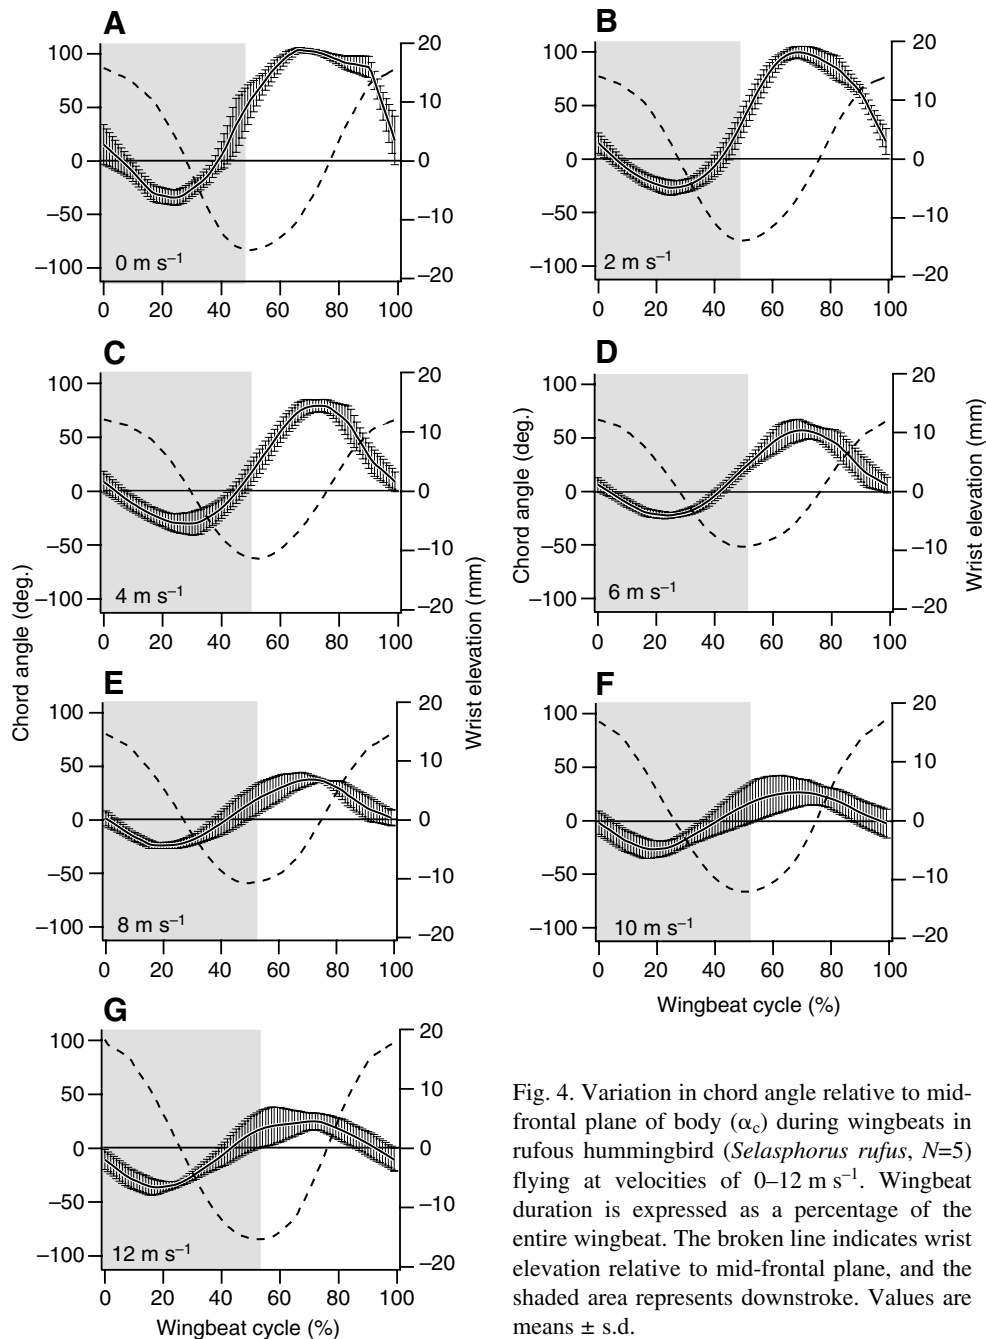 A
B
100
50
0
−50
−100
20
10
0
−10
−20
0 m s⁻¹
0 20 40 60 80 100
100
50
0
−50
−100
20
10
0
−10
−20
2 m s⁻¹
0 20 40 60 80 100
C
D
100
50
0
−50
−100
20
10
0
−10
−20
4 m s⁻¹
0 20 40 60 80 100
100
50
0
−50
−100
20
10
0
−10
−20
6 m s⁻¹
0 20 40 60 80 100
Chord angle (deg.)
Wrist elevation (mm)
Chord angle (deg.)
Wrist elevation (mm)
E
F
100
50
0
−50
−100
20
10
0
−10
−20
8 m s⁻¹
0 20 40 60 80 100
100
50
0
−50
−100
20
10
0
−10
−20
10 m s⁻¹
0 20 40 60 80 100
Wingbeat cycle (%)
G
100
50
0
−50
−100
20
10
0
−10
−20
12 m s⁻¹
0 20 40 60 80 100
Wingbeat cycle (%)
Fig. 4. Variation in chord angle relative to mid-
frontal plane of body (αc) during wingbeats in
rufous hummingbird (Selasphorus rufus, N=5)
flying at velocities of 0–12 m s⁻¹. Wingbeat
duration is expressed as a percentage of the
entire wingbeat. The broken line indicates wrist
elevation relative to mid-frontal plane, and the
shaded area represents downstroke. Values are
means ± s.d.